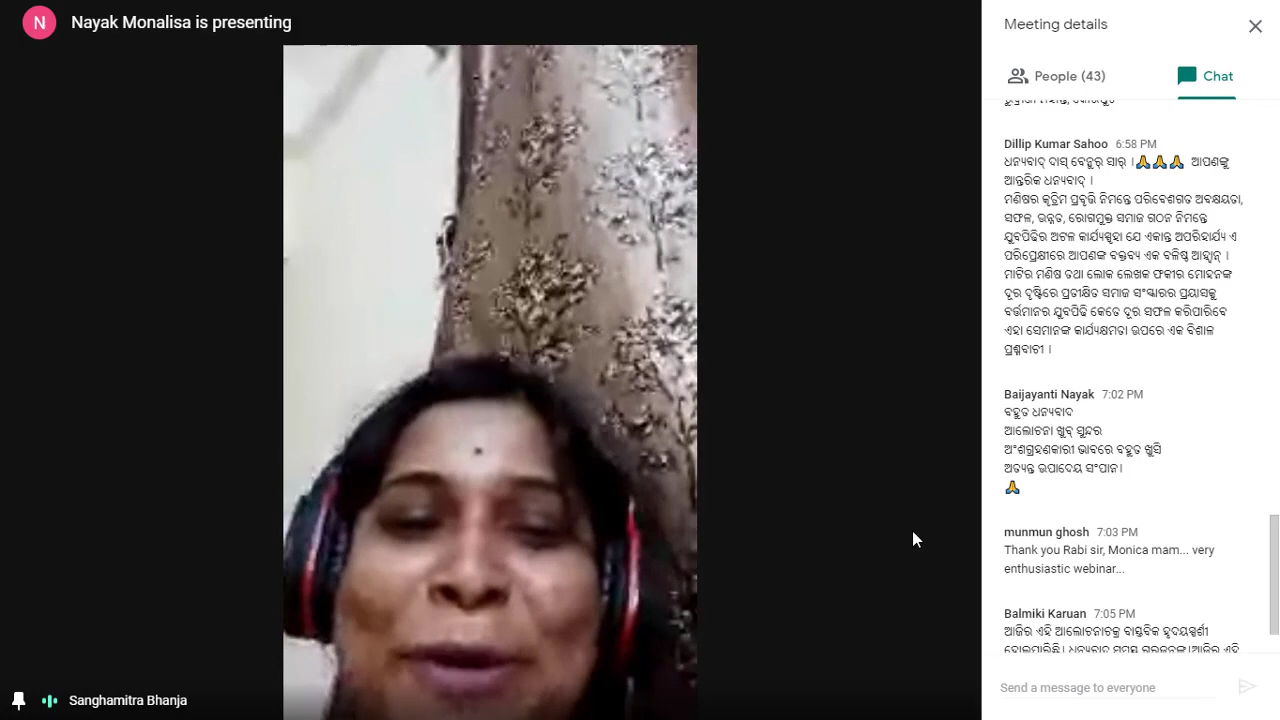 N
Nayak Monalisa is presenting
Meeting details
People (43)
Chat
Dillip Kumar Sahoo 6:58 PM
ଧନ୍ୟବାଦ୍ ଦାସ୍ ବେହୁର୍ ସାର୍ ।🙏🙏🙏 ଆପଣଙ୍କୁ
ଆନ୍ତରିକ ଧନ୍ୟବାଦ୍ ।
ମଣିଷର କୃତ୍ରିମ ପ୍ରକୃତ୍ତି ନିମନ୍ତେ ପରିବେଶଗତ ଅବକ୍ଷୟତା,
ସଫଳ, ଉନ୍ନତ, ରୋଗମୁକ୍ତ ସମାଜ ଗଠନ ନିମନ୍ତେ
ଯୁବପିଢିର ଅଟଳ କାର୍ଯ୍ୟସ୍ପୃହା ଯେ ଏକାନ୍ତ ଅପରିହାର୍ଯ୍ୟ ଏ
ପରିପ୍ରେକ୍ଷୀରେ ଆପଣଙ୍କ ବକ୍ତବ୍ୟ ଏକ ବଳିଷ୍ଠ ଆହ୍ୱାନ୍ ।
ମାଟିର ମଣିଷ ତଥା ଲୋକ ଲେଖକ ଫକୀର ମୋହନଙ୍କ
ଦୂର ଦୃଷ୍ଟିରେ ପ୍ରତୀକ୍ଷିତ ସମାଜ ସଂସ୍କାରର ପ୍ରୟାସକୁ
ବର୍ତ୍ତମାନର ଯୁବପିଢି କେତେ ଦୂର ସଫଳ କରିପାରିବେ
ଏହା ସେମାନଙ୍କ କାର୍ଯ୍ୟକ୍ଷମତା ଉପରେ ଏକ ବିଶାଳ
ପ୍ରଶ୍ନବାଚୀ ।
Baijayanti Nayak 7:02 PM
ବହୁତ ଧନ୍ୟବାଦ
ଆଲୋଚନା ଖୁବ୍ ସୁନ୍ଦର
ଅଂଶଗ୍ରହଣକାରୀ ଭାବରେ ବହୁତ ଖୁସି
ଅତ୍ୟନ୍ତ ଉପାଦେୟ ସଂପାନ।
🙏
munmun ghosh 7:03 PM
Thank you Rabi sir, Monica mam... very
enthusiastic webinar...
Balmiki Karuan 7:05 PM
ଆଜିର ଏହି ଆଲୋଚନାଚକ୍ର ବାସ୍ତବିକ ହୃଦୟସ୍ପର୍ଶୀ
Send a message to everyone
Sanghamitra Bhanja